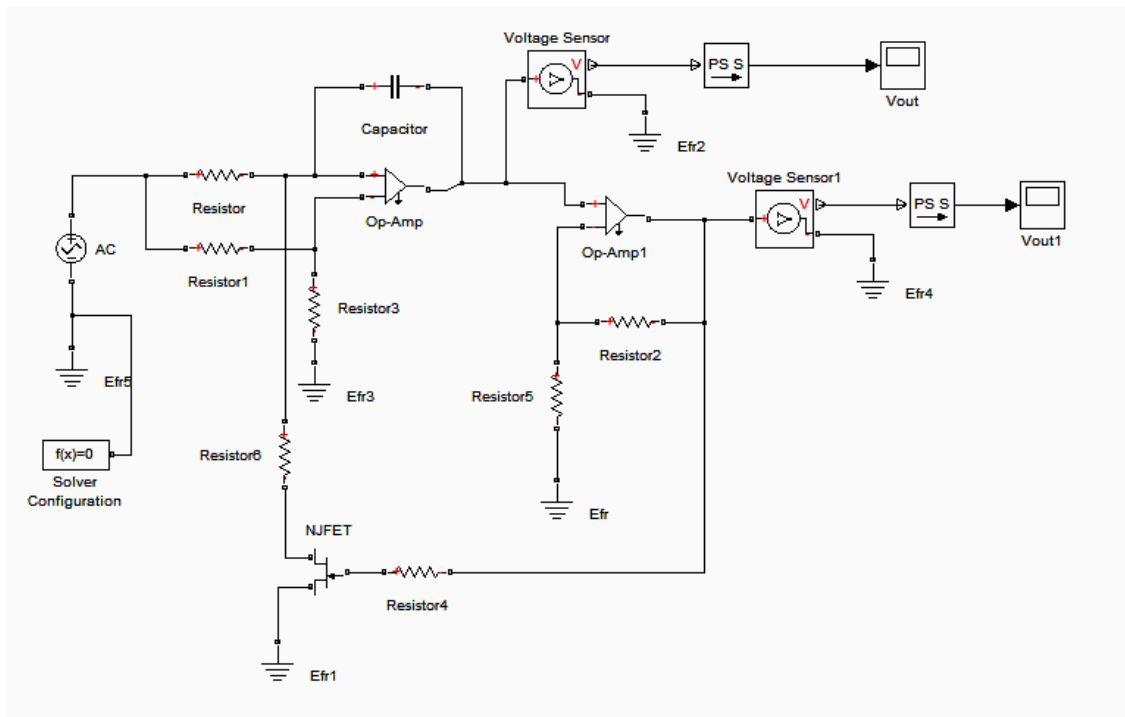 Voltage Sensor
V
PS S
Vout
Efr2
Capacitor
Op-Amp
Resistor
Voltage Sensor1
V
PS S
Vout1
Efr4
Op-Amp1
AC
Resistor1
Resistor3
Resistor2
Efr5
Efr3
Resistor5
f(x)=0
Solver
Configuration
Resistor6
Efr
NJFET
Resistor4
Efr1